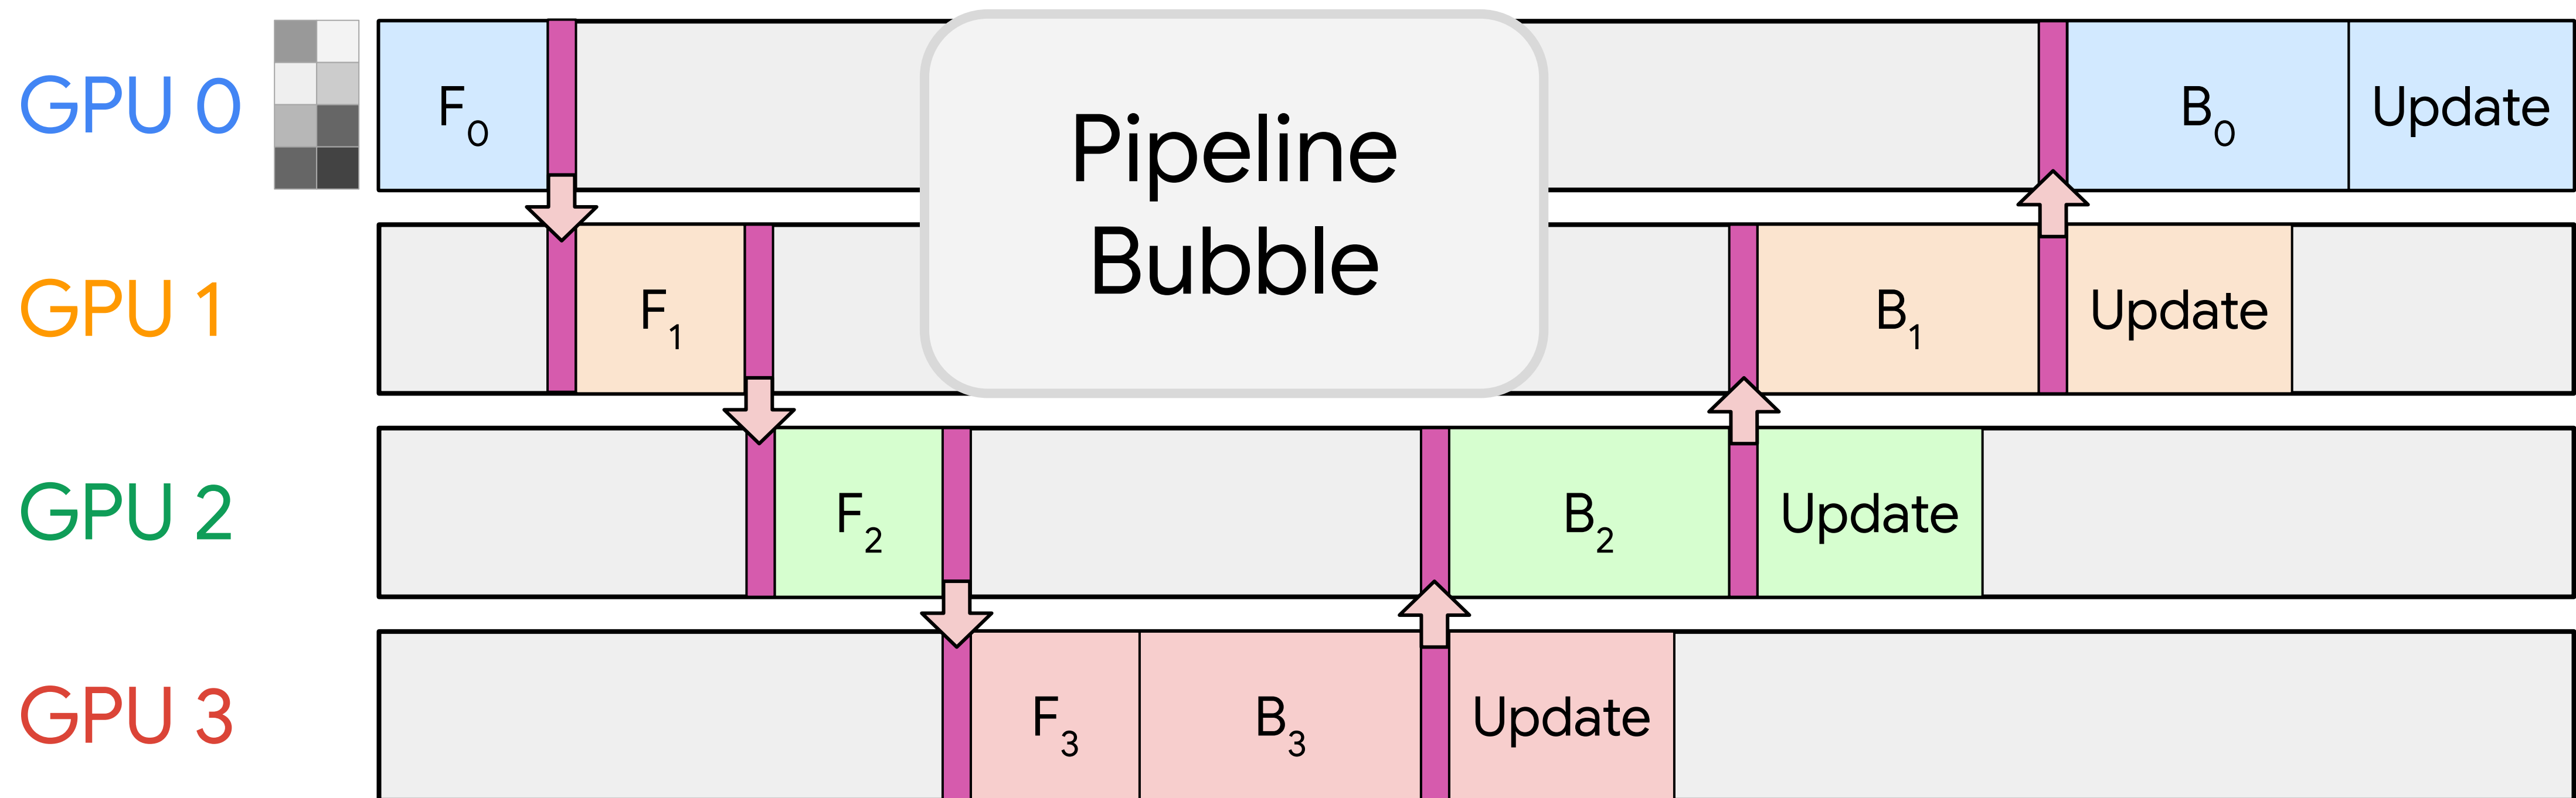 GPU 0
F0
Pipeline
Bubble
B0
Update
GPU 1
F1
B1
Update
GPU 2
F2
B2
Update
GPU 3
F3
B3
Update